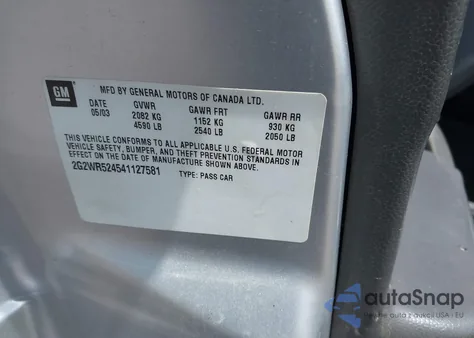 GM
MFD BY GENERAL MOTORS OF CANADA LTD.
DATE GVWR GAWR FRT GAWR RR
05/03 2082 KG 1152 KG 930 KG
4590 LB 2540 LB 2050 LB
THIS VEHICLE CONFORMS TO ALL APPLICABLE U.S. FEDERAL MOTOR
VEHICLE SAFETY, BUMPER, AND THEFT PREVENTION STANDARDS IN
EFFECT ON THE DATE OF MANUFACTURE SHOWN ABOVE.
2G2WR524541127581 TYPE: PASS CAR
autoSnap
USA - EU